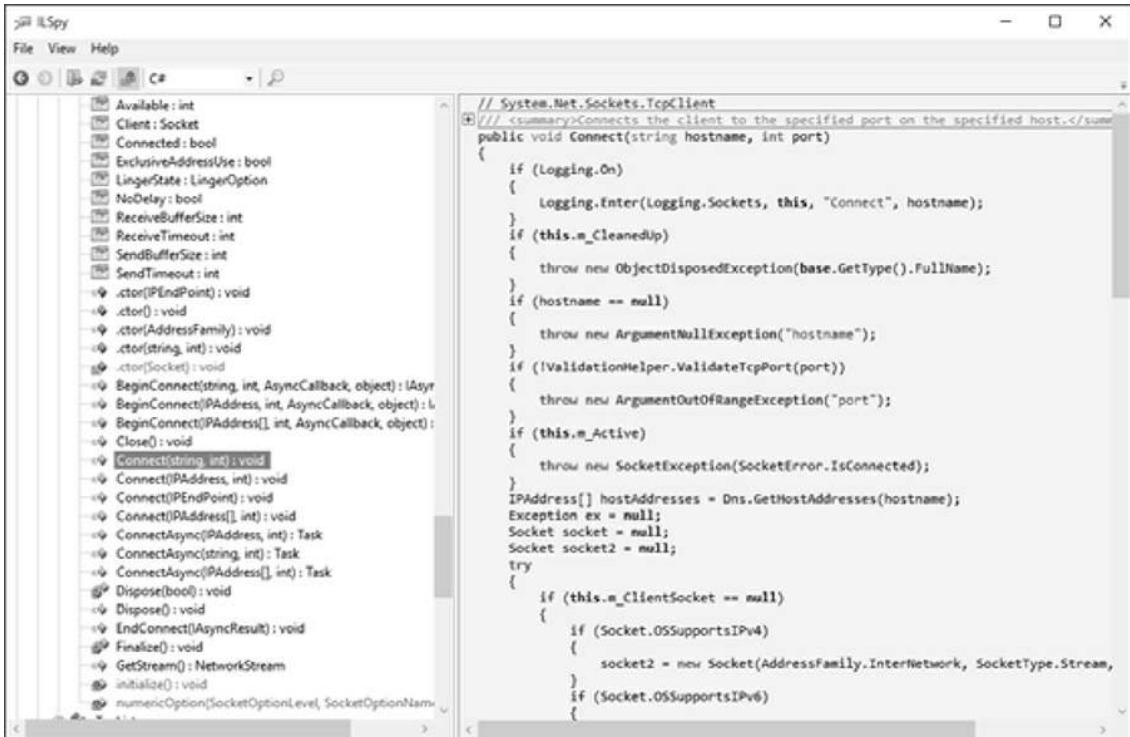 ILSpy
File View Help
C#
Available : int
Client : Socket
Connected : bool
ExclusiveAddressUse : bool
LingerState : LingerOption
NoDelay : bool
ReceiveBufferSize : int
ReceiveTimeout : int
SendBufferSize : int
SendTimeout : int
.ctor(IPEndPoint) : void
.ctor() : void
.ctor(AddressFamily) : void
.ctor(string, int) : void
.ctor(Socket) : void
BeginConnect(string, int, AsyncCallback, object) : IAsyr
BeginConnect(IPAddress, int, AsyncCallback, object) : I
BeginConnect(IPAddress[], int, AsyncCallback, object) :
Close() : void
Connect(string, int) : void
Connect(IPAddress, int) : void
Connect(IPEndPoint) : void
Connect(IPAddress[], int) : void
ConnectAsync(IPAddress, int) : Task
ConnectAsync(string, int) : Task
ConnectAsync(IPAddress[], int) : Task
Dispose(bool) : void
Dispose() : void
EndConnect(IAsyncResult) : void
Finalize() : void
GetStream() : NetworkStream
initialize() : void
numericOption(SocketOptionLevel, SocketOptionNam
// System.Net.Sockets.TcpClient
/// <summary>Connects the client to the specified port on the specified host.</summ
public void Connect(string hostname, int port)
{
if (Logging.On)
{
Logging.Enter(Logging.Sockets, this, "Connect", hostname);
}
if (this.m_CleanedUp)
{
throw new ObjectDisposedException(base.GetType().FullName);
}
if (hostname == null)
{
throw new ArgumentNullException("hostname");
}
if (!ValidationHelper.ValidateTcpPort(port))
{
throw new ArgumentOutOfRangeException("port");
}
if (this.m_Active)
{
throw new SocketException(SocketError.IsConnected);
}
IPAddress[] hostAddresses = Dns.GetHostAddresses(hostname);
Exception ex = null;
Socket socket = null;
Socket socket2 = null;
try
{
if (this.m_ClientSocket == null)
{
if (Socket.OSSupportsIPv4)
{
socket2 = new Socket(AddressFamily.InterNetwork, SocketType.Stream,
}
if (Socket.OSSupportsIPv6)
{